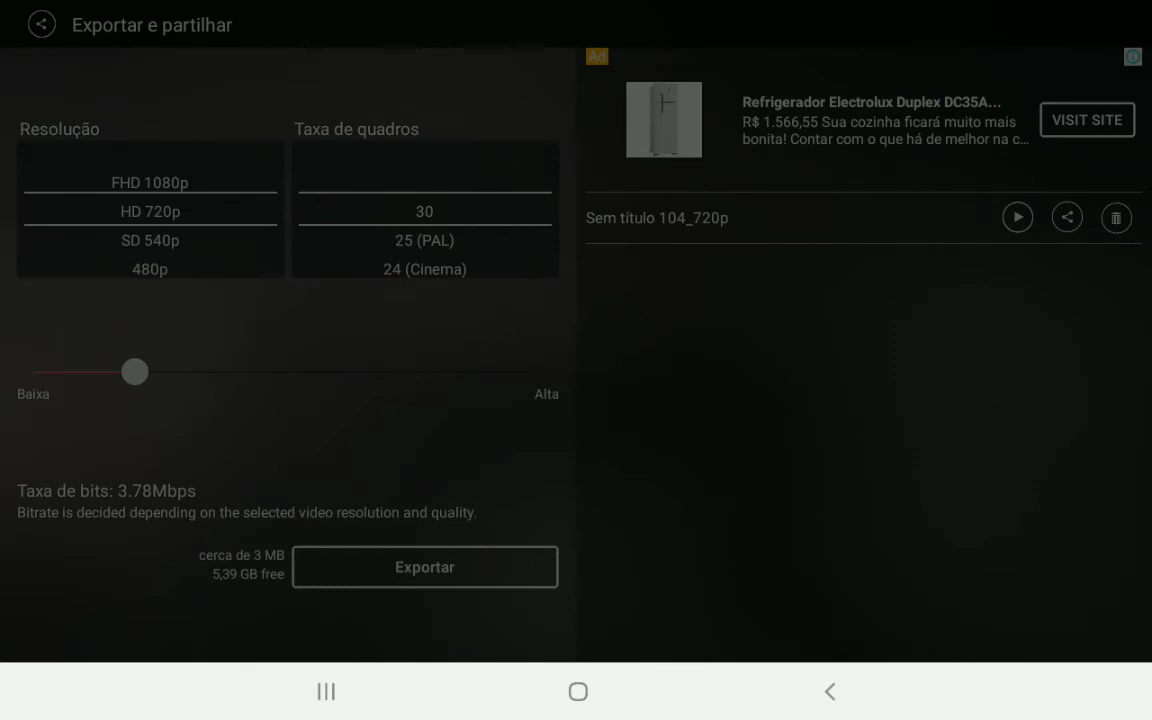 Exportar e partilhar
Resolução
Taxa de quadros
FHD 1080p
HD 720p
SD 540p
480p
30
25 (PAL)
24 (Cinema)
Baixa
Alta
Taxa de bits: 3.78Mbps
Bitrate is decided depending on the selected video resolution and quality.
cerca de 3 MB
5,39 GB free
Exportar
Ad
Refrigerador Electrolux Duplex DC35A...
R$ 1.566,55 Sua cozinha ficará muito mais
bonita! Contar com o que há de melhor na c...
VISIT SITE
Sem título 104_720p